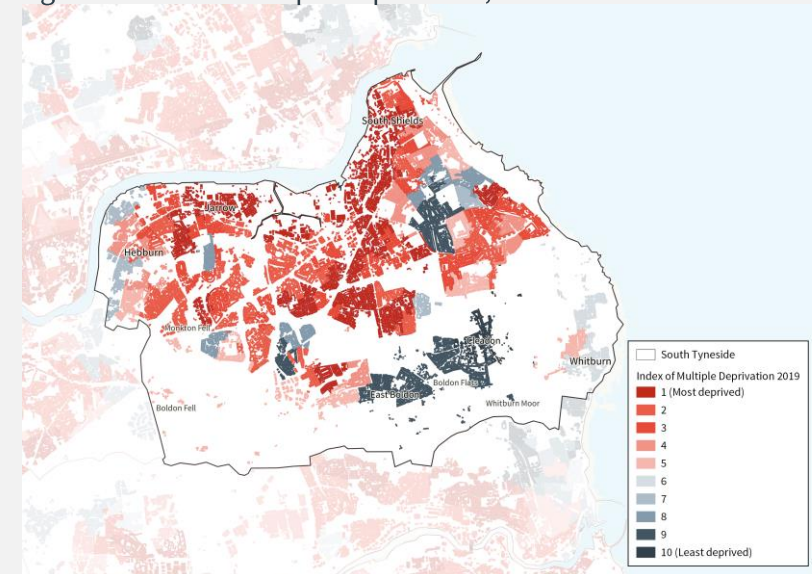 South Shields
Jarrow
Hebburn
Monkton Fell
Cleadon
Whitburn
Boldon Flats
East Boldon
Whitburn Moor
Boldon Fell
South Tyneside
Index of Multiple Deprivation 2019
1 (Most deprived)
2
3
4
5
6
7
8
9
10 (Least deprived)